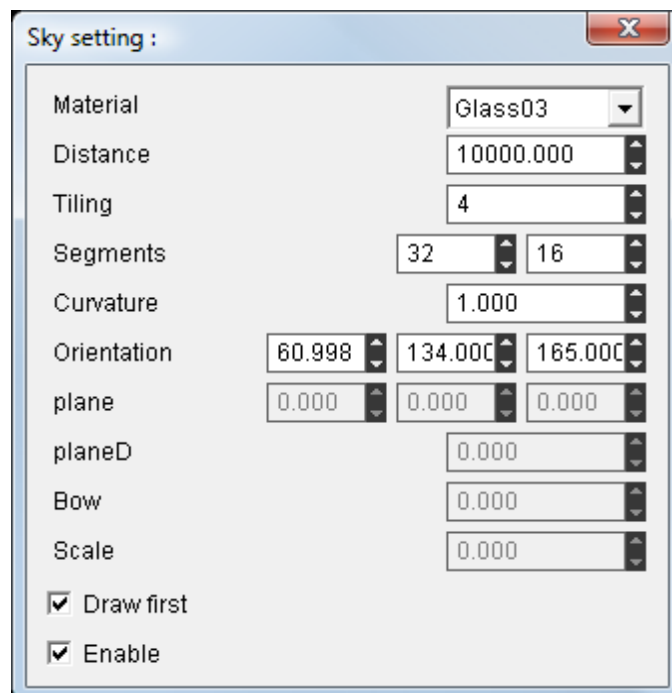 Sky setting :
Material Glass03
Distance 10000.000
Tiling 4
Segments 32 16
Curvature 1.000
Orientation 60.998 134.000 165.000
plane 0.000 0.000 0.000
planeD 0.000
Bow 0.000
Scale 0.000
Draw first
Enable